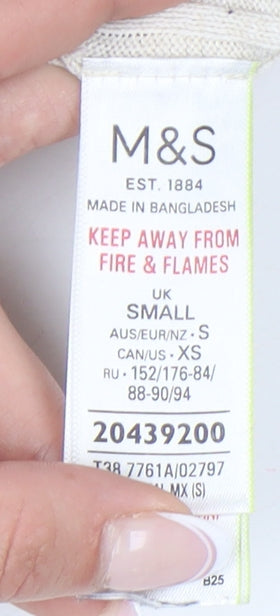 M&S
EST. 1884
MADE IN BANGLADESH
KEEP AWAY FROM
FIRE & FLAMES
UK
SMALL
AUS/EUR/NZ • S
CAN/US • XS
RU • 152/176-84/
88-90/94
20439200
T38 7761A/02797
MX (S)
B25